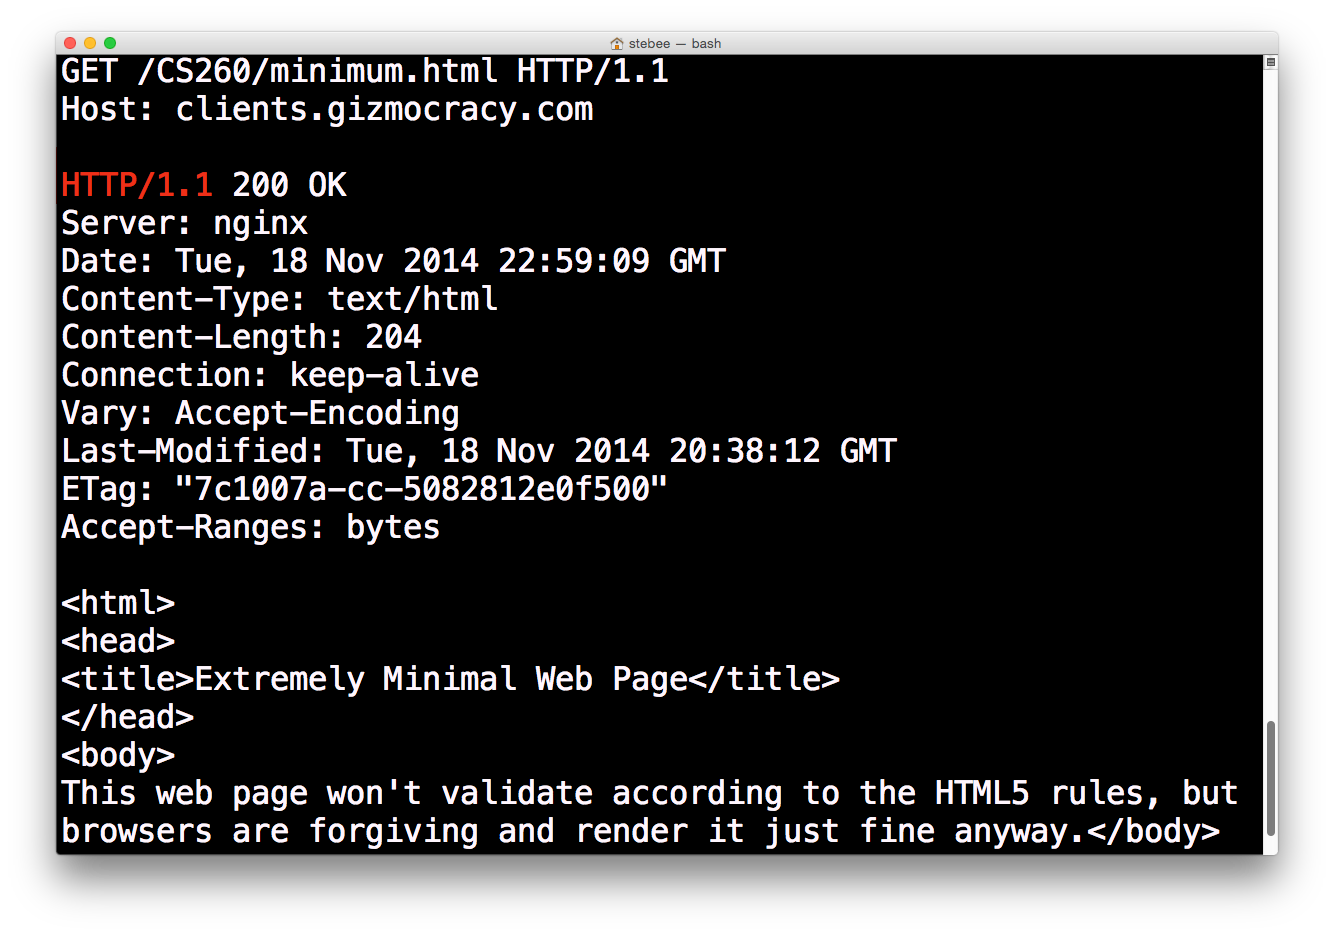 stebee — bash
GET /CS260/minimum.html HTTP/1.1
Host: clients.gizmocracy.com
HTTP/1.1 200 OK
Server: nginx
Date: Tue, 18 Nov 2014 22:59:09 GMT
Content-Type: text/html
Content-Length: 204
Connection: keep-alive
Vary: Accept-Encoding
Last-Modified: Tue, 18 Nov 2014 20:38:12 GMT
ETag: "7c1007a-cc-5082812e0f500"
Accept-Ranges: bytes
<html>
<head>
<title>Extremely Minimal Web Page</title>
</head>
<body>
This web page won't validate according to the HTML5 rules, but
browsers are forgiving and render it just fine anyway.</body>